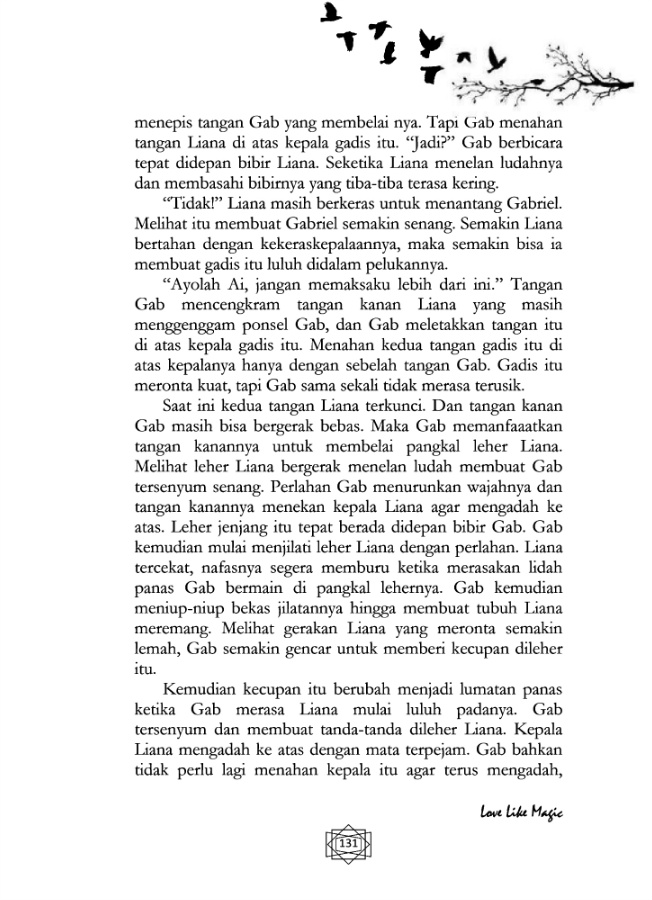 menepis tangan Gab yang membelai nya. Tapi Gab menahan
tangan Liana di atas kepala gadis itu. “Jadi?” Gab berbicara
tepat didepan bibir Liana. Seketika Liana menelan ludahnya
dan membasahi bibirnya yang tiba-tiba terasa kering.
“Tidak!” Liana masih berkeras untuk menantang Gabriel.
Melihat itu membuat Gabriel semakin senang. Semakin Liana
bertahan dengan kekeraskepalaannya, maka semakin bisa ia
membuat gadis itu luluh didalam pelukannya.
“Ayolah Ai, jangan memaksaku lebih dari ini.” Tangan
Gab mencengkram tangan kanan Liana yang masih
menggenggam ponsel Gab, dan Gab meletakkan tangan itu
di atas kepala gadis itu. Menahan kedua tangan gadis itu di
atas kepalanya hanya dengan sebelah tangan Gab. Gadis itu
meronta kuat, tapi Gab sama sekali tidak merasa terusik.
Saat ini kedua tangan Liana terkunci. Dan tangan kanan
Gab masih bisa bergerak bebas. Maka Gab memanfaaatkan
tangan kanannya untuk membelai pangkal leher Liana.
Melihat leher Liana bergerak menelan ludah membuat Gab
tersenyum senang. Perlahan Gab menurunkan wajahnya dan
tangan kanannya menekan kepala Liana agar mengadah ke
atas. Leher jenjang itu tepat berada didepan bibir Gab. Gab
kemudian mulai menjilati leher Liana dengan perlahan. Liana
tercekat, nafasnya segera memburu ketika merasakan lidah
panas Gab bermain di pangkal lehernya. Gab kemudian
meniup-niup bekas jilatannya hingga membuat tubuh Liana
meremang. Melihat gerakan Liana yang meronta semakin
lemah, Gab semakin gencar untuk memberi kecupan dileher
itu.
Kemudian kecupan itu berubah menjadi lumatan panas
ketika Gab merasa Liana mulai luluh padanya. Gab
tersenyum dan membuat tanda-tanda dileher Liana. Kepala
Liana mengadah ke atas dengan mata terpejam. Gab bahkan
tidak perlu lagi menahan kepala itu agar terus mengadah,
Love Like Magic
131